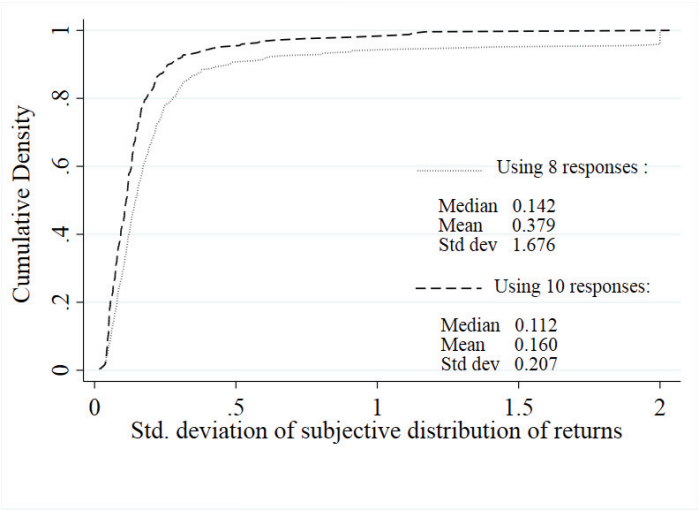 1
.8
.6
.4
.2
0
Cumulative Density
Using 8 responses :
Median 0.142
Mean 0.379
Std dev 1.676
Using 10 responses:
Median 0.112
Mean 0.160
Std dev 0.207
0 .5 1 1.5 2
Std. deviation of subjective distribution of returns